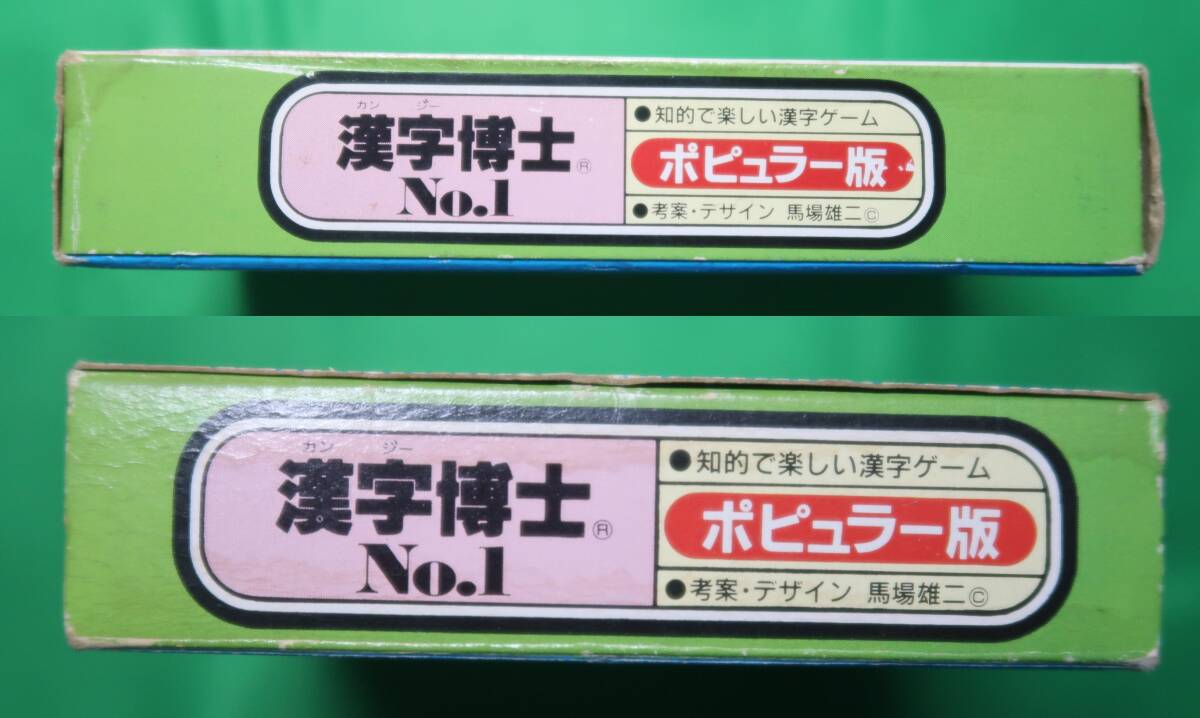 カン ジー
漢字博士®
No.1
●知的で楽しい漢字ゲーム
ポピュラー版
●考案・デザイン 馬場雄二©
カン ジー
漢字博士®
No.1
●知的で楽しい漢字ゲーム
ポピュラー版
●考案・デザイン 馬場雄二©